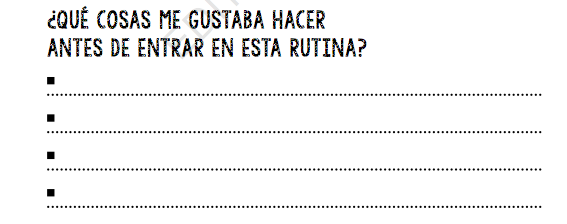 ¿QUÉ COSAS ME GUSTABA HACER
ANTES DE ENTRAR EN ESTA RUTINA?